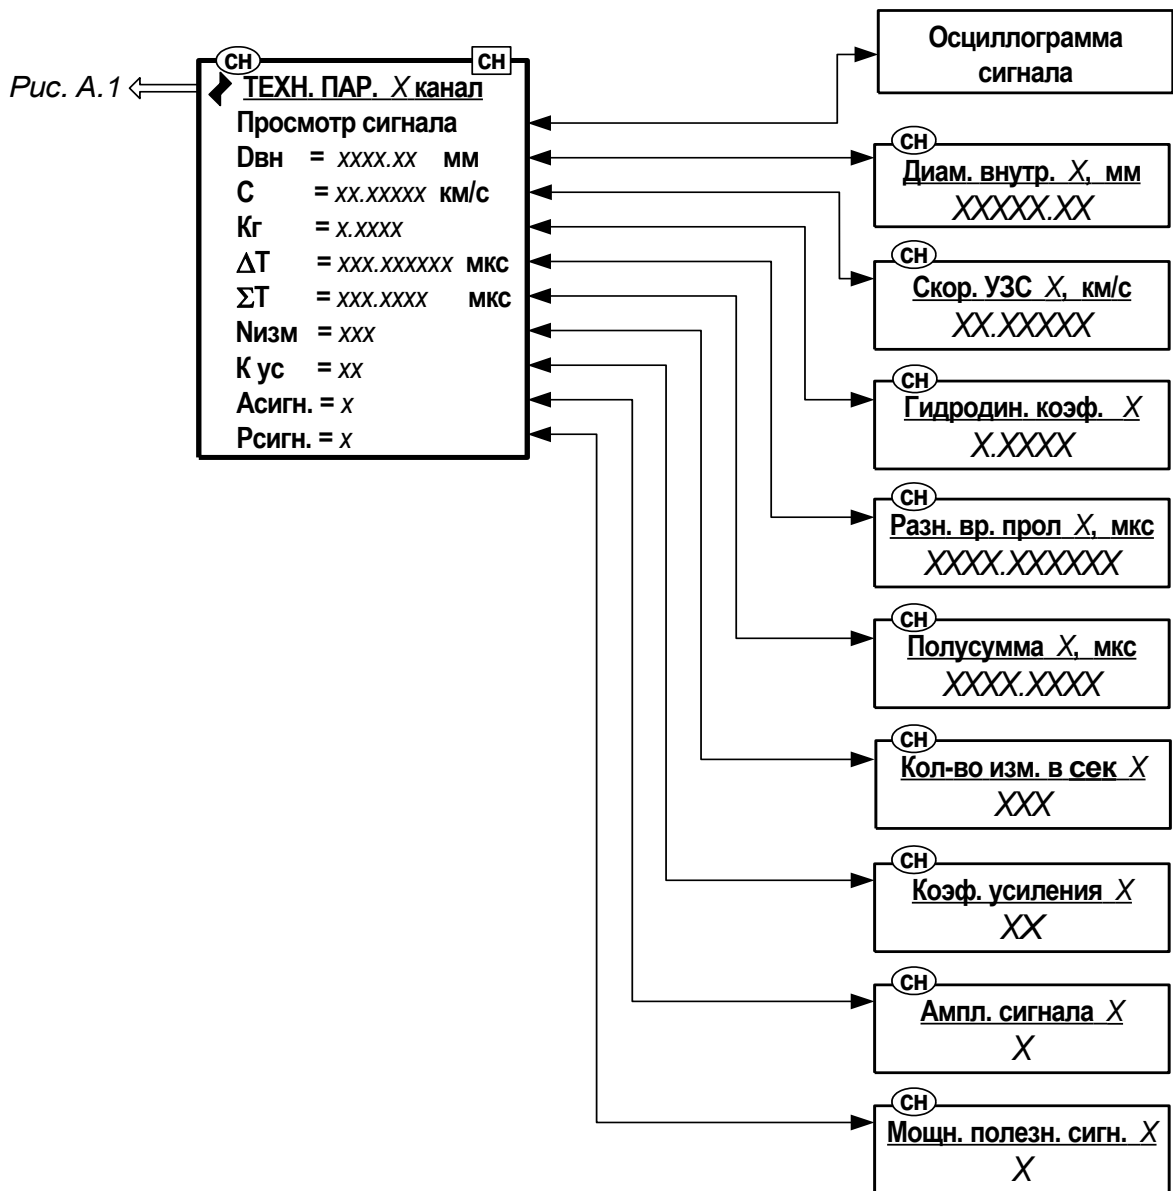 Рис. А.1
СН
СН
ТЕХН. ПАР. X канал
Просмотр сигнала
Dвн = xxxx.xx мм
С = xx.xxxxx км/с
Кг = x.xxxx
ΔТ = xxx.xxxxxx мкс
ΣТ = xxx.xxxx мкс
Nизм = xxx
К ус = xx
Асигн. = x
Рсигн. = x
Осциллограмма
сигнала
СН
Диам. внутр. X, мм
XXXXX.XX
СН
Скор. УЗС X, км/с
XX.XXXXX
СН
Гидродин. коэф. X
X.XXXX
СН
Разн. вр. прол X, мкс
XXXX.XXXXXX
СН
Полусумма X, мкс
XXXX.XXXX
СН
Кол-во изм. в сек X
XXX
СН
Коэф. усиления X
XX
СН
Ампл. сигнала X
X
СН
Мощн. полезн. сигн. X
X